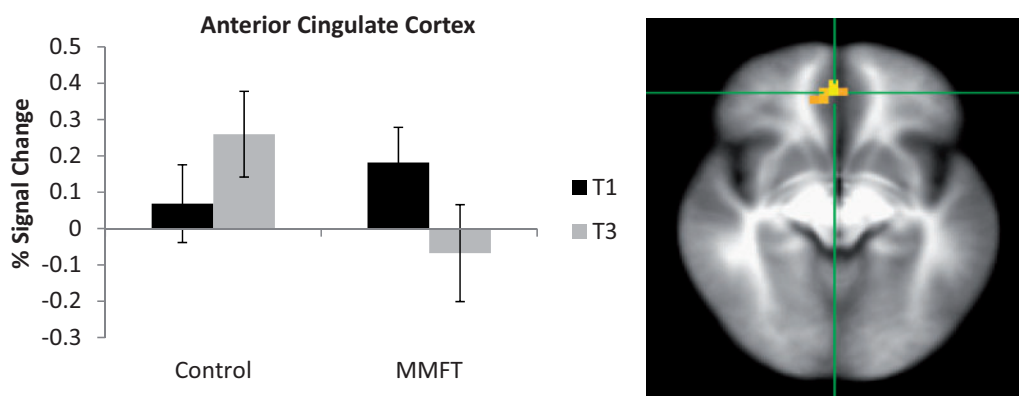 Anterior Cingulate Cortex
% Signal Change
0.5
0.4
0.3
0.2
0.1
0
-0.1
-0.2
-0.3
Control
MMFT
T1
T3